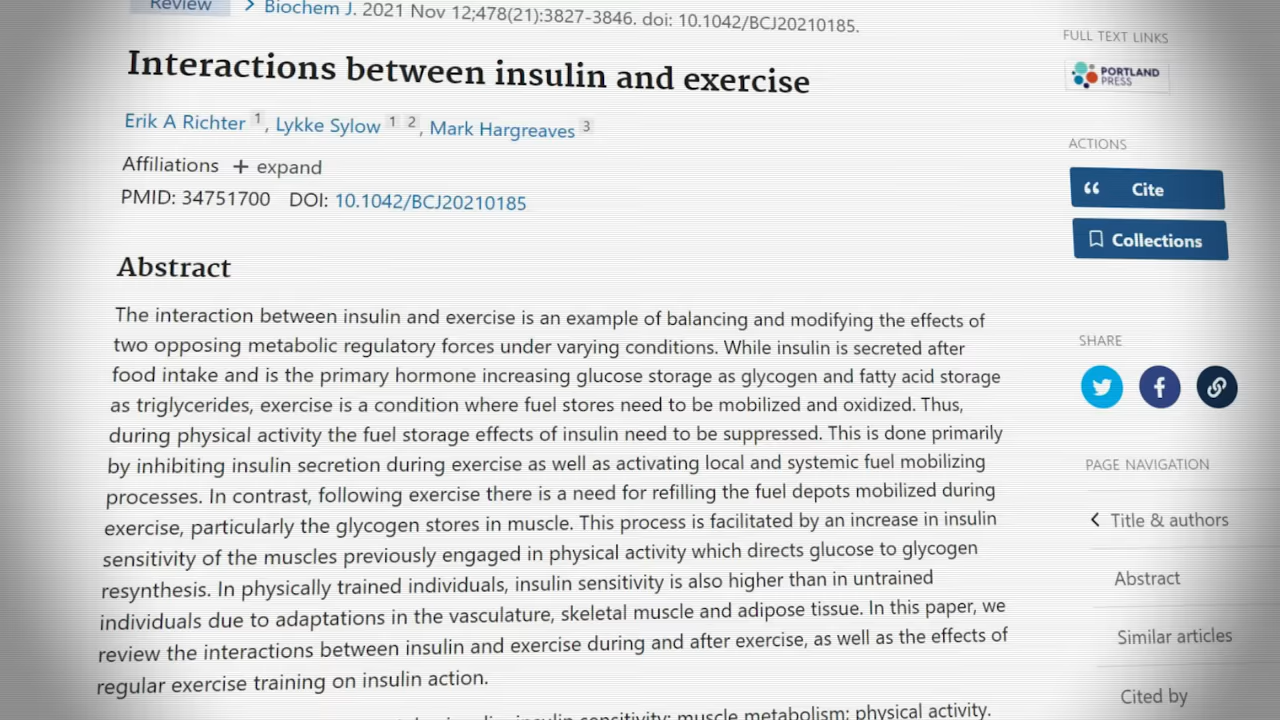 Review
Biochem J. 2021 Nov 12;478(21):3827-3846. doi: 10.1042/BCJ20210185.
Interactions between insulin and exercise
Erik A Richter 1, Lykke Sylow 1 2, Mark Hargreaves 3
Affiliations + expand
PMID: 34751700 DOI: 10.1042/BCJ20210185
Abstract
The interaction between insulin and exercise is an example of balancing and modifying the effects of
two opposing metabolic regulatory forces under varying conditions. While insulin is secreted after
food intake and is the primary hormone increasing glucose storage as glycogen and fatty acid storage
as triglycerides, exercise is a condition where fuel stores need to be mobilized and oxidized. Thus,
during physical activity the fuel storage effects of insulin need to be suppressed. This is done primarily
by inhibiting insulin secretion during exercise as well as activating local and systemic fuel mobilizing
processes. In contrast, following exercise there is a need for refilling the fuel depots mobilized during
exercise, particularly the glycogen stores in muscle. This process is facilitated by an increase in insulin
sensitivity of the muscles previously engaged in physical activity which directs glucose to glycogen
resynthesis. In physically trained individuals, insulin sensitivity is also higher than in untrained
individuals due to adaptations in the vasculature, skeletal muscle and adipose tissue. In this paper, we
review the interactions between insulin and exercise during and after exercise, as well as the effects of
regular exercise training on insulin action.
insulin sensitivity; muscle metabolism; physical activity.
FULL TEXT LINKS
PORTLAND
PRESS
ACTIONS
Cite
Collections
SHARE
PAGE NAVIGATION
Title & authors
Abstract
Similar articles
Cited by